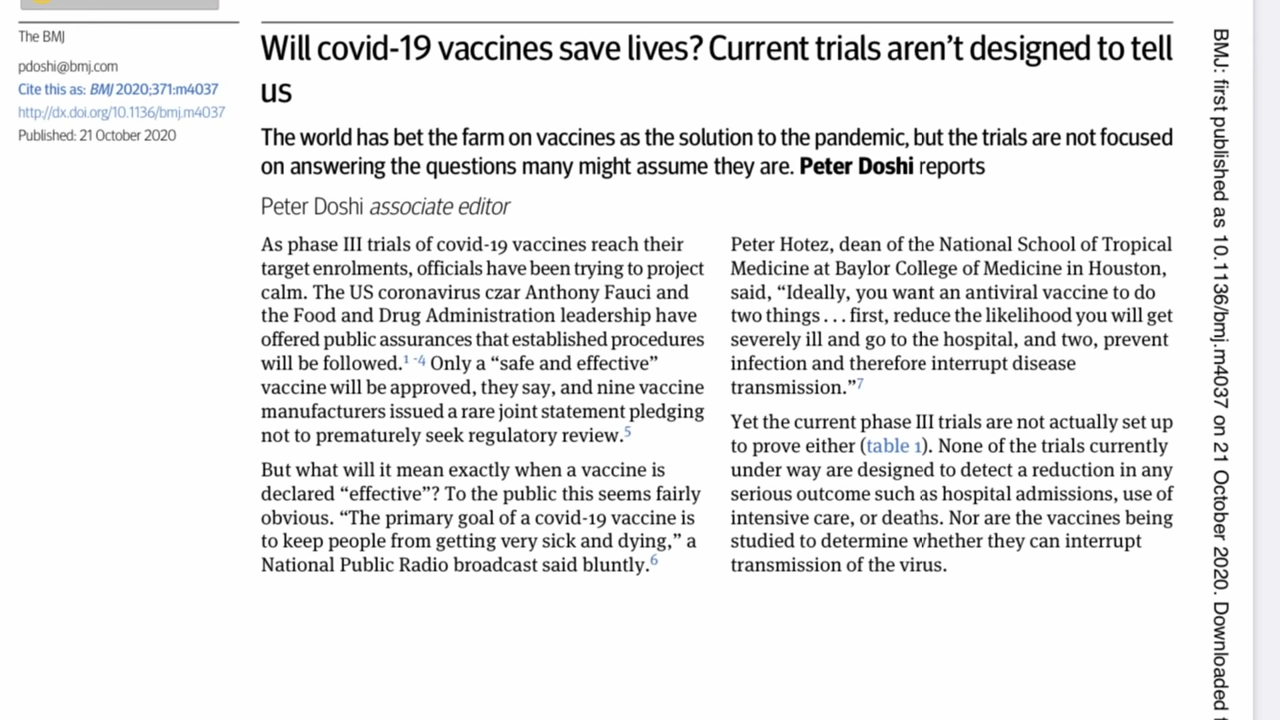 The BMJ
pdoshi@bmj.com
Cite this as: BMJ 2020;371:m4037
http://dx.doi.org/10.1136/bmj.m4037
Published: 21 October 2020
Will covid-19 vaccines save lives? Current trials aren’t designed to tell
us
The world has bet the farm on vaccines as the solution to the pandemic, but the trials are not focused
on answering the questions many might assume they are. Peter Doshi reports
Peter Doshi associate editor
As phase III trials of covid-19 vaccines reach their
target enrolments, officials have been trying to project
calm. The US coronavirus czar Anthony Fauci and
the Food and Drug Administration leadership have
offered public assurances that established procedures
will be followed.1 -4 Only a “safe and effective”
vaccine will be approved, they say, and nine vaccine
manufacturers issued a rare joint statement pledging
not to prematurely seek regulatory review.5
But what will it mean exactly when a vaccine is
declared “effective”? To the public this seems fairly
obvious. “The primary goal of a covid-19 vaccine is
to keep people from getting very sick and dying,” a
National Public Radio broadcast said bluntly.6
Peter Hotez, dean of the National School of Tropical
Medicine at Baylor College of Medicine in Houston,
said, “Ideally, you want an antiviral vaccine to do
two things . . . first, reduce the likelihood you will get
severely ill and go to the hospital, and two, prevent
infection and therefore interrupt disease
transmission.”7
Yet the current phase III trials are not actually set up
to prove either (table 1). None of the trials currently
under way are designed to detect a reduction in any
serious outcome such as hospital admissions, use of
intensive care, or deaths. Nor are the vaccines being
studied to determine whether they can interrupt
transmission of the virus.
BMJ: first published as 10.1136/bmj.m4037 on 21 October 2020. Downloaded